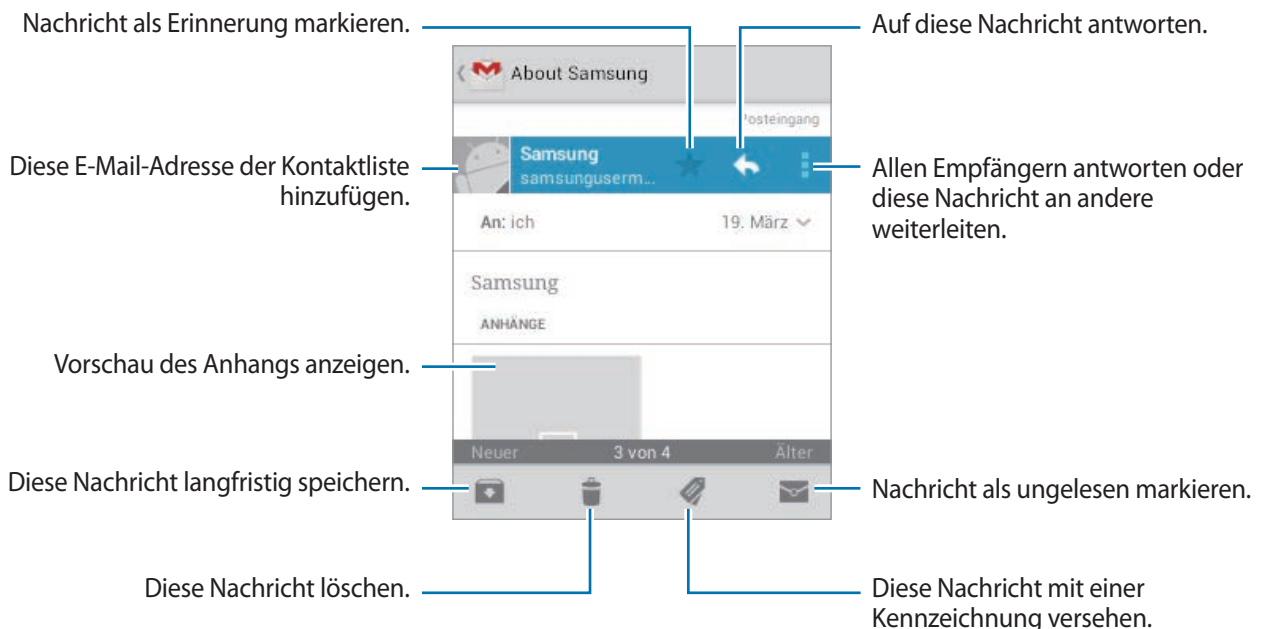 Nachricht als Erinnerung markieren.
Auf diese Nachricht antworten.
About Samsung
Posteingang
Diese E-Mail-Adresse der Kontaktliste
hinzufügen.
Samsung
samsunguserm...
Allen Empfängern antworten oder
diese Nachricht an andere
weiterleiten.
An: ich
19. März
Samsung
ANHÄNGE
Vorschau des Anhangs anzeigen.
Neuer
3 von 4
Älter
Diese Nachricht langfristig speichern.
Nachricht als ungelesen markieren.
Diese Nachricht löschen.
Diese Nachricht mit einer
Kennzeichnung versehen.